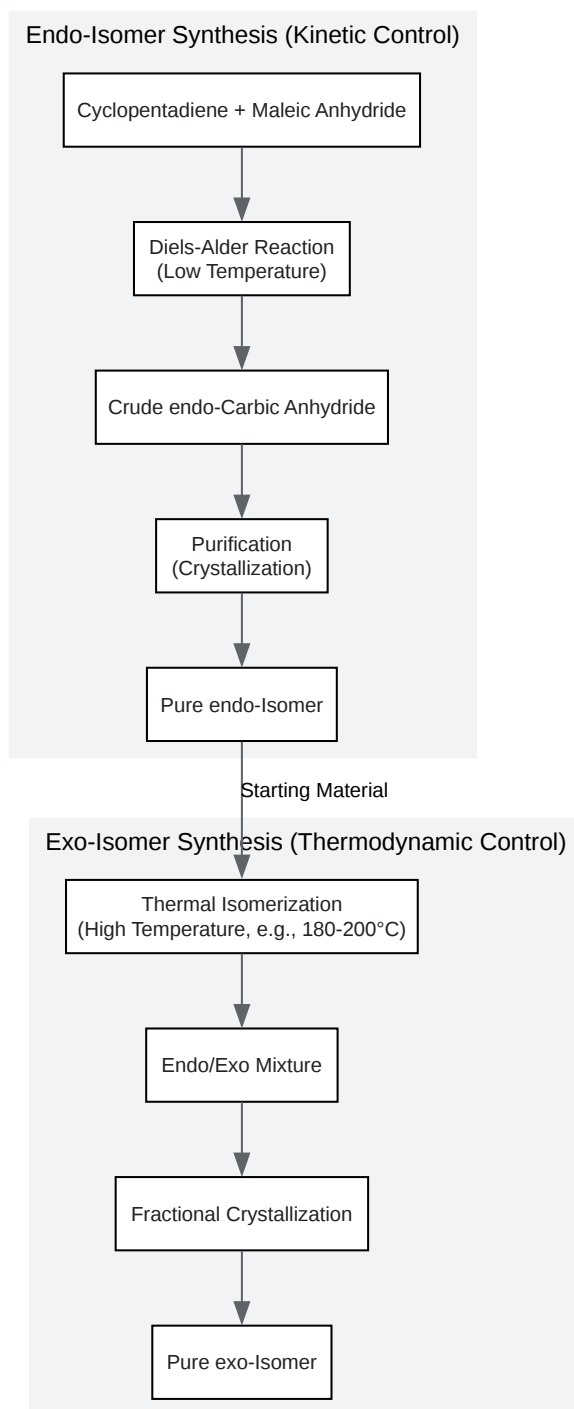 Endo-Isomer Synthesis (Kinetic Control)
Cyclopentadiene + Maleic Anhydride
Diels-Alder Reaction
(Low Temperature)
Crude endo-Carbic Anhydride
Purification
(Crystallization)
Pure endo-Isomer
Starting Material
Exo-Isomer Synthesis (Thermodynamic Control)
Thermal Isomerization
(High Temperature, e.g., 180-200°C)
Endo/Exo Mixture
Fractional Crystallization
Pure exo-Isomer